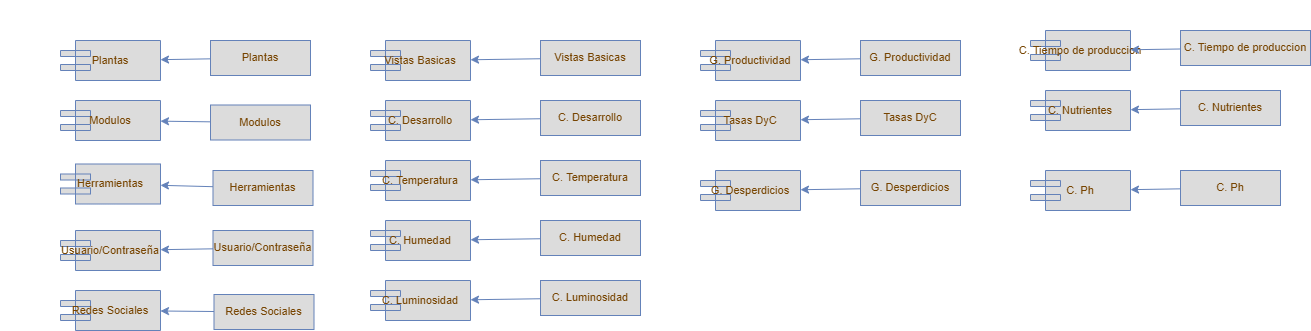 Plantas
Plantas
Modulos
Modulos
Herramientas
Herramientas
Usuario/Contraseña
Usuario/Contraseña
Redes Sociales
Redes Sociales
Vistas Basicas
Vistas Basicas
C. Desarrollo
C. Desarrollo
C. Temperatura
C. Temperatura
C. Humedad
C. Humedad
C. Luminosidad
C. Luminosidad
G. Productividad
G. Productividad
Tasas DyC
Tasas DyC
G. Desperdicios
G. Desperdicios
C. Tiempo de produccion
C. Tiempo de produccion
C. Nutrientes
C. Nutrientes
C. Ph
C. Ph